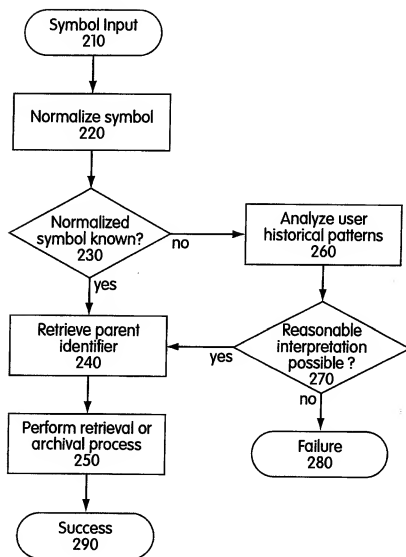 Symbol Input
210
Normalize symbol
220
Normalized
symbol known?
230
no
yes
Analyze user
historical patterns
260
Retrieve parent
identifier
240
yes
Reasonable
interpretation
possible ?
270
no
Perform retrieval or
archival process
250
Failure
280
Success
290